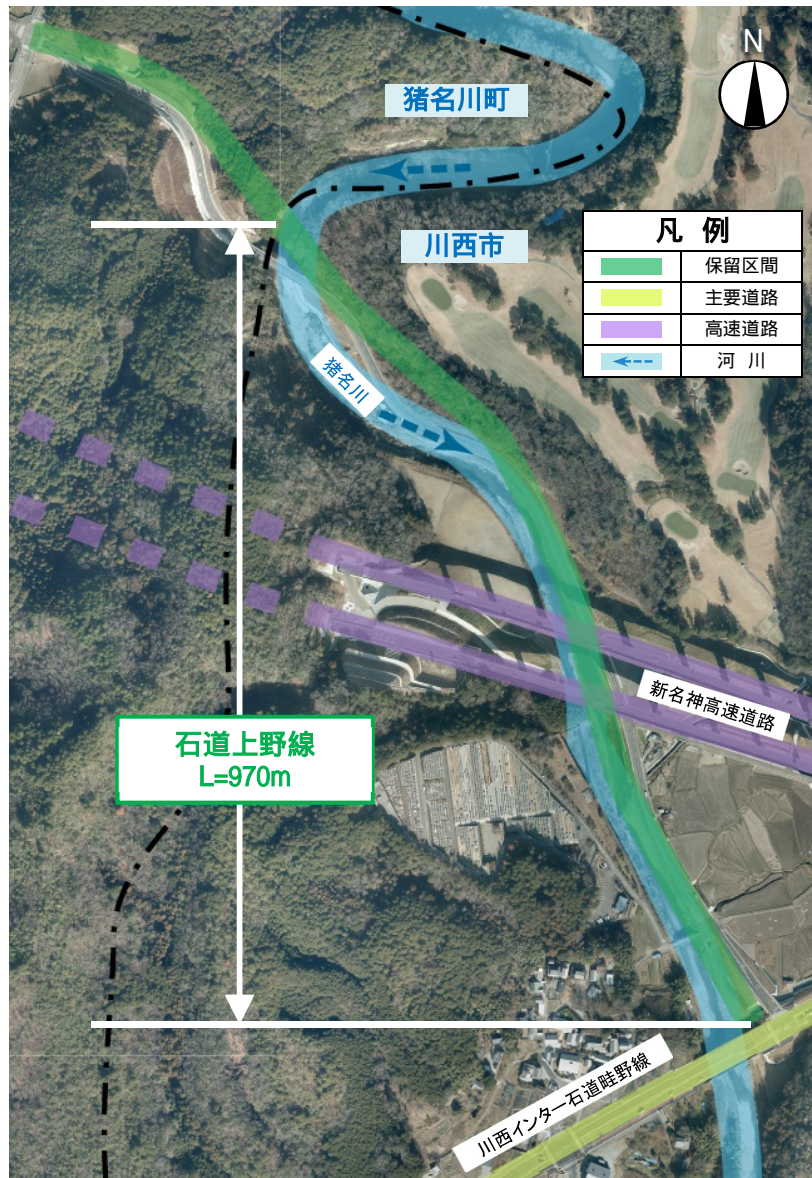 N
猪名川町
川西市
凡 例
保留区間
主要道路
高速道路
河 川
猪名川
新名神高速道路
石道上野線
L=970m
川西インター石道畦野線